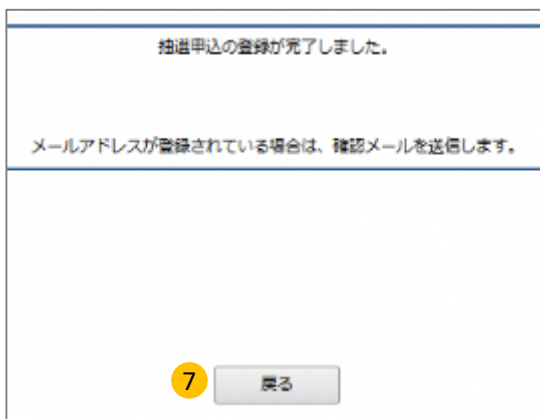 抽選申込の登録が完了しました。
メールアドレスが登録されている場合は、確認メールを送信します。
7 戻る